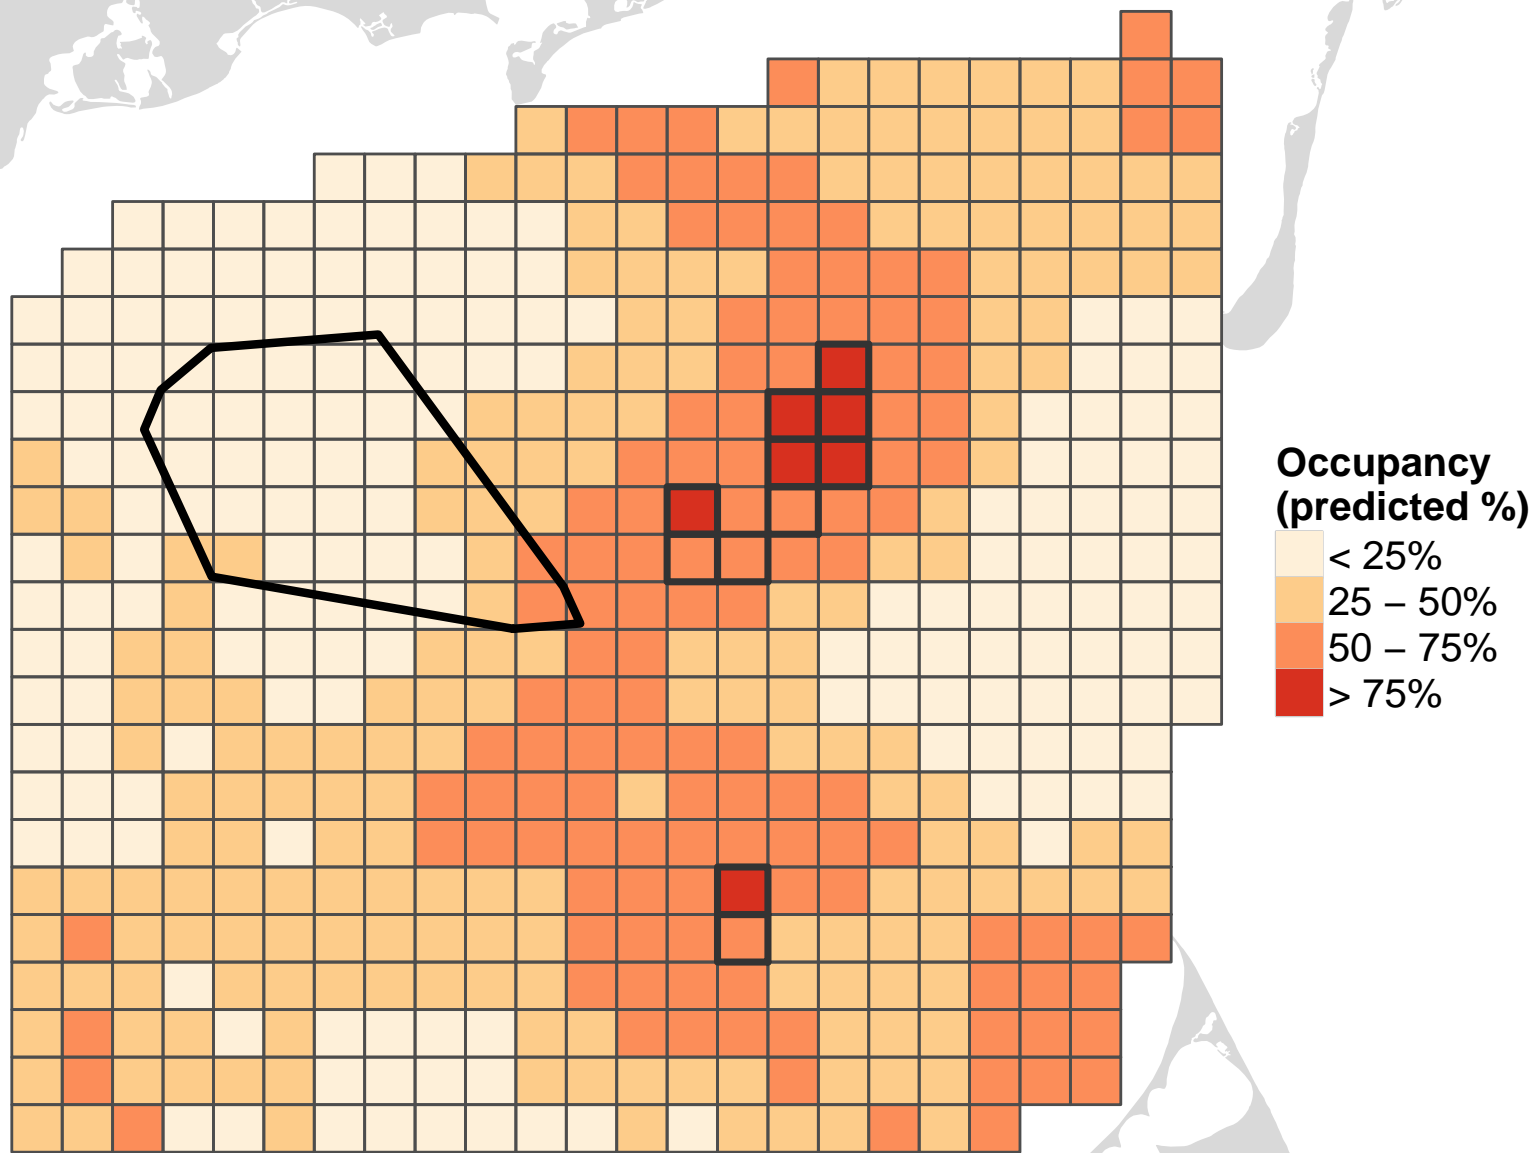 Occupancy
(predicted %)
< 25%
25 – 50%
50 – 75%
> 75%